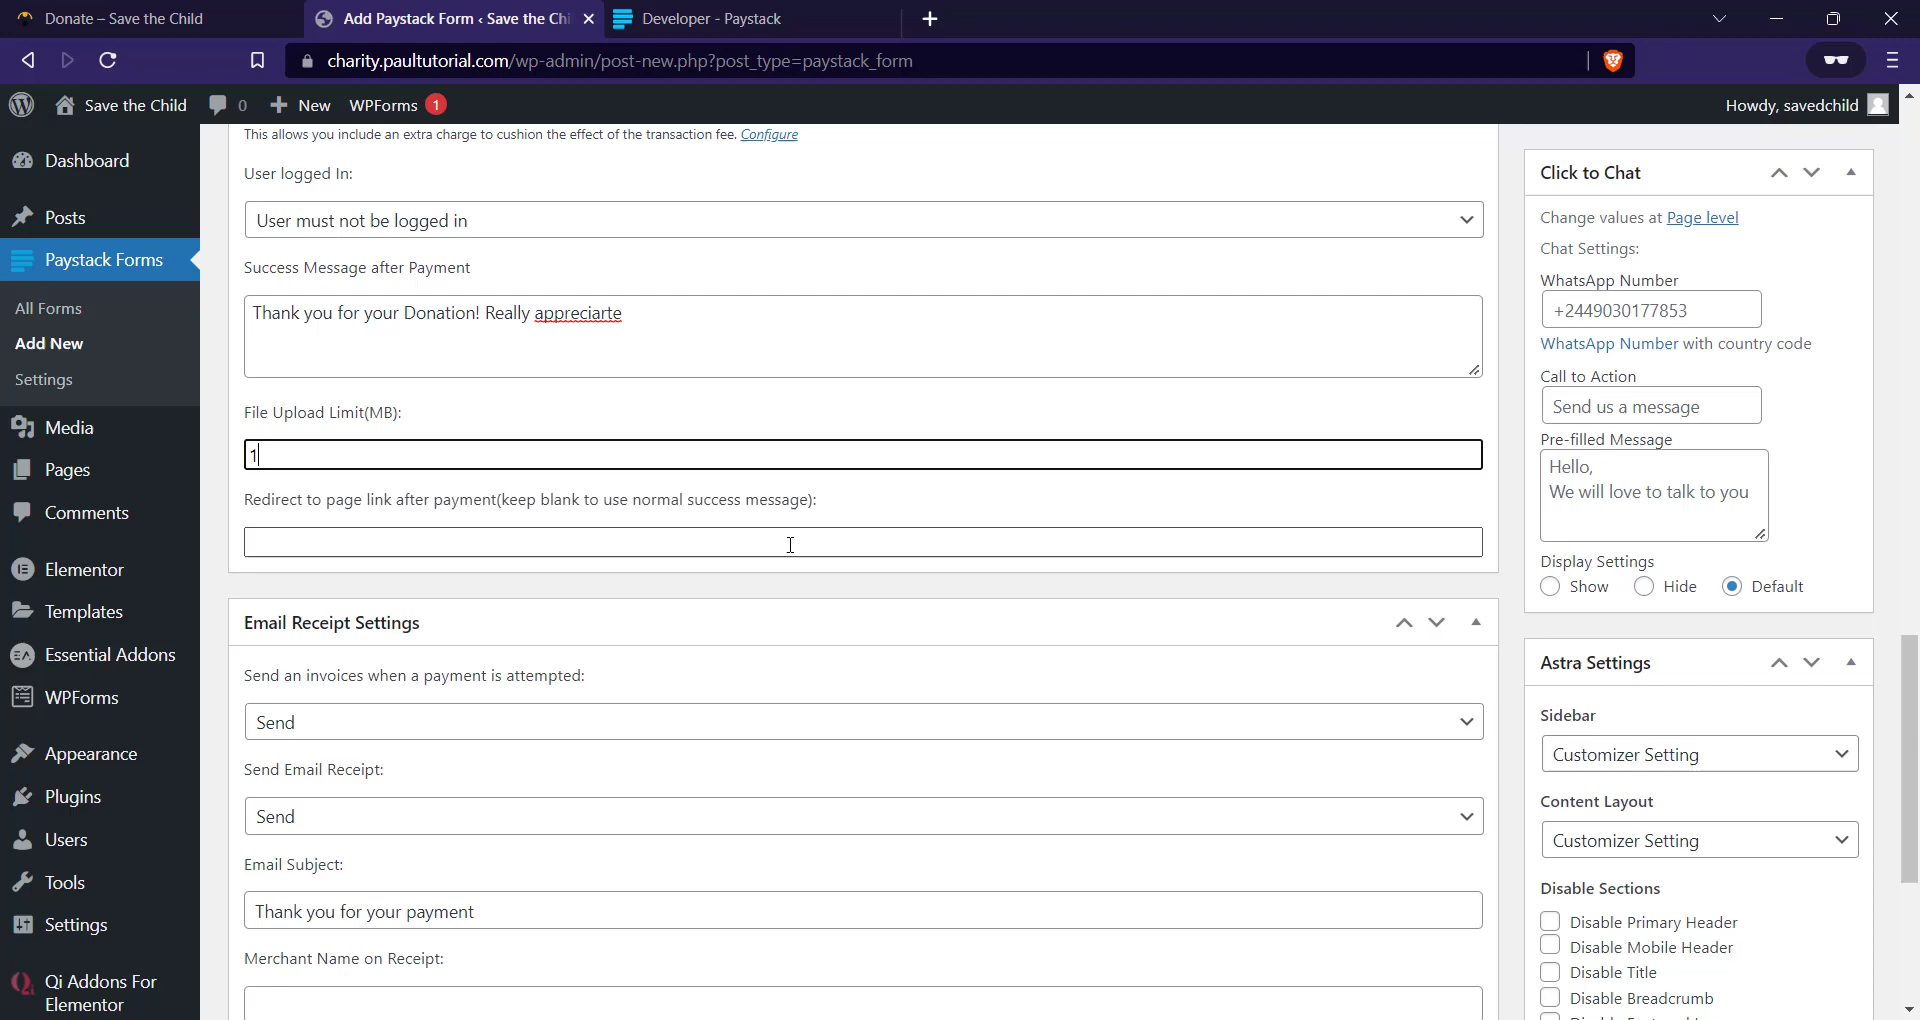 Donate – Save the Child
Add Paystack Form ‹ Save the Chi
Developer - Paystack
charity.paultutorial.com/wp-admin/post-new.php?post_type=paystack_form
Save the Child
0
New
WPForms
1
Howdy, savedchild
Dashboard
Posts
Paystack Forms
All Forms
Add New
Settings
Media
Pages
Comments
Elementor
Templates
Essential Addons
WPForms
Appearance
Plugins
Users
Tools
Settings
Qi Addons For
Elementor
This allows you include an extra charge to cushion the effect of the transaction fee. Configure
User logged In:
User must not be logged in
Success Message after Payment
Thank you for your Donation! Really appreciarte
File Upload Limit(MB):
1
Redirect to page link after payment(keep blank to use normal success message):
Email Receipt Settings
Send an invoices when a payment is attempted:
Send
Send Email Receipt:
Send
Email Subject:
Thank you for your payment
Merchant Name on Receipt:
Click to Chat
Change values at Page level
Chat Settings:
WhatsApp Number
+2449030177853
WhatsApp Number with country code
Call to Action
Send us a message
Pre-filled Message
Hello,
We will love to talk to you
Display Settings
Show
Hide
Default
Astra Settings
Sidebar
Customizer Setting
Content Layout
Customizer Setting
Disable Sections
Disable Primary Header
Disable Mobile Header
Disable Title
Disable Breadcrumb